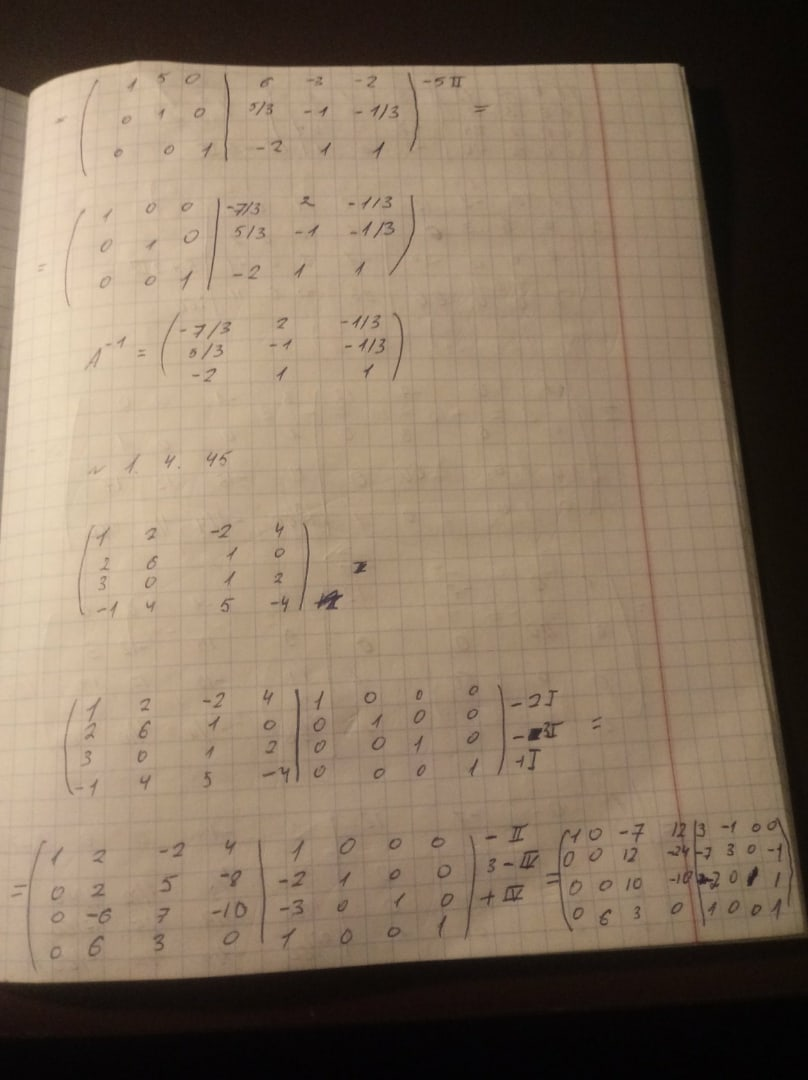 = ( 1 5 0 | 6 -3 -2 ) -5II
0 1 0 | 5/3 -1 -1/3 =
0 0 1 | -2 1 1
= ( 1 0 0 | -7/3 2 -1/3 )
0 1 0 | 5/3 -1 -1/3
0 0 1 | -2 1 1
A⁻¹ = ( -7/3 2 -1/3 )
5/3 -1 -1/3
-2 1 1
~ 1. 4. 45
( 1 2 -2 4 )
2 6 1 0
3 0 1 2
-1 4 5 -4
( 1 2 -2 4 | 1 0 0 0 ) -2I
2 6 1 0 | 0 1 0 0 -3I =
3 0 1 2 | 0 0 1 0 +I
-1 4 5 -4 | 0 0 0 1
= ( 1 2 -2 4 | 1 0 0 0 ) - II
0 2 5 -8 | -2 1 0 0 3 - IV
0 -6 7 -10 | -3 0 1 0 + IV
0 6 3 0 | 1 0 0 1
= ( 1 0 -7 12 | 3 -1 0 0 )
0 0 12 -24 | -7 3 0 -1
0 0 10 -10 | -2 0 1 1
0 6 3 0 | 1 0 0 1